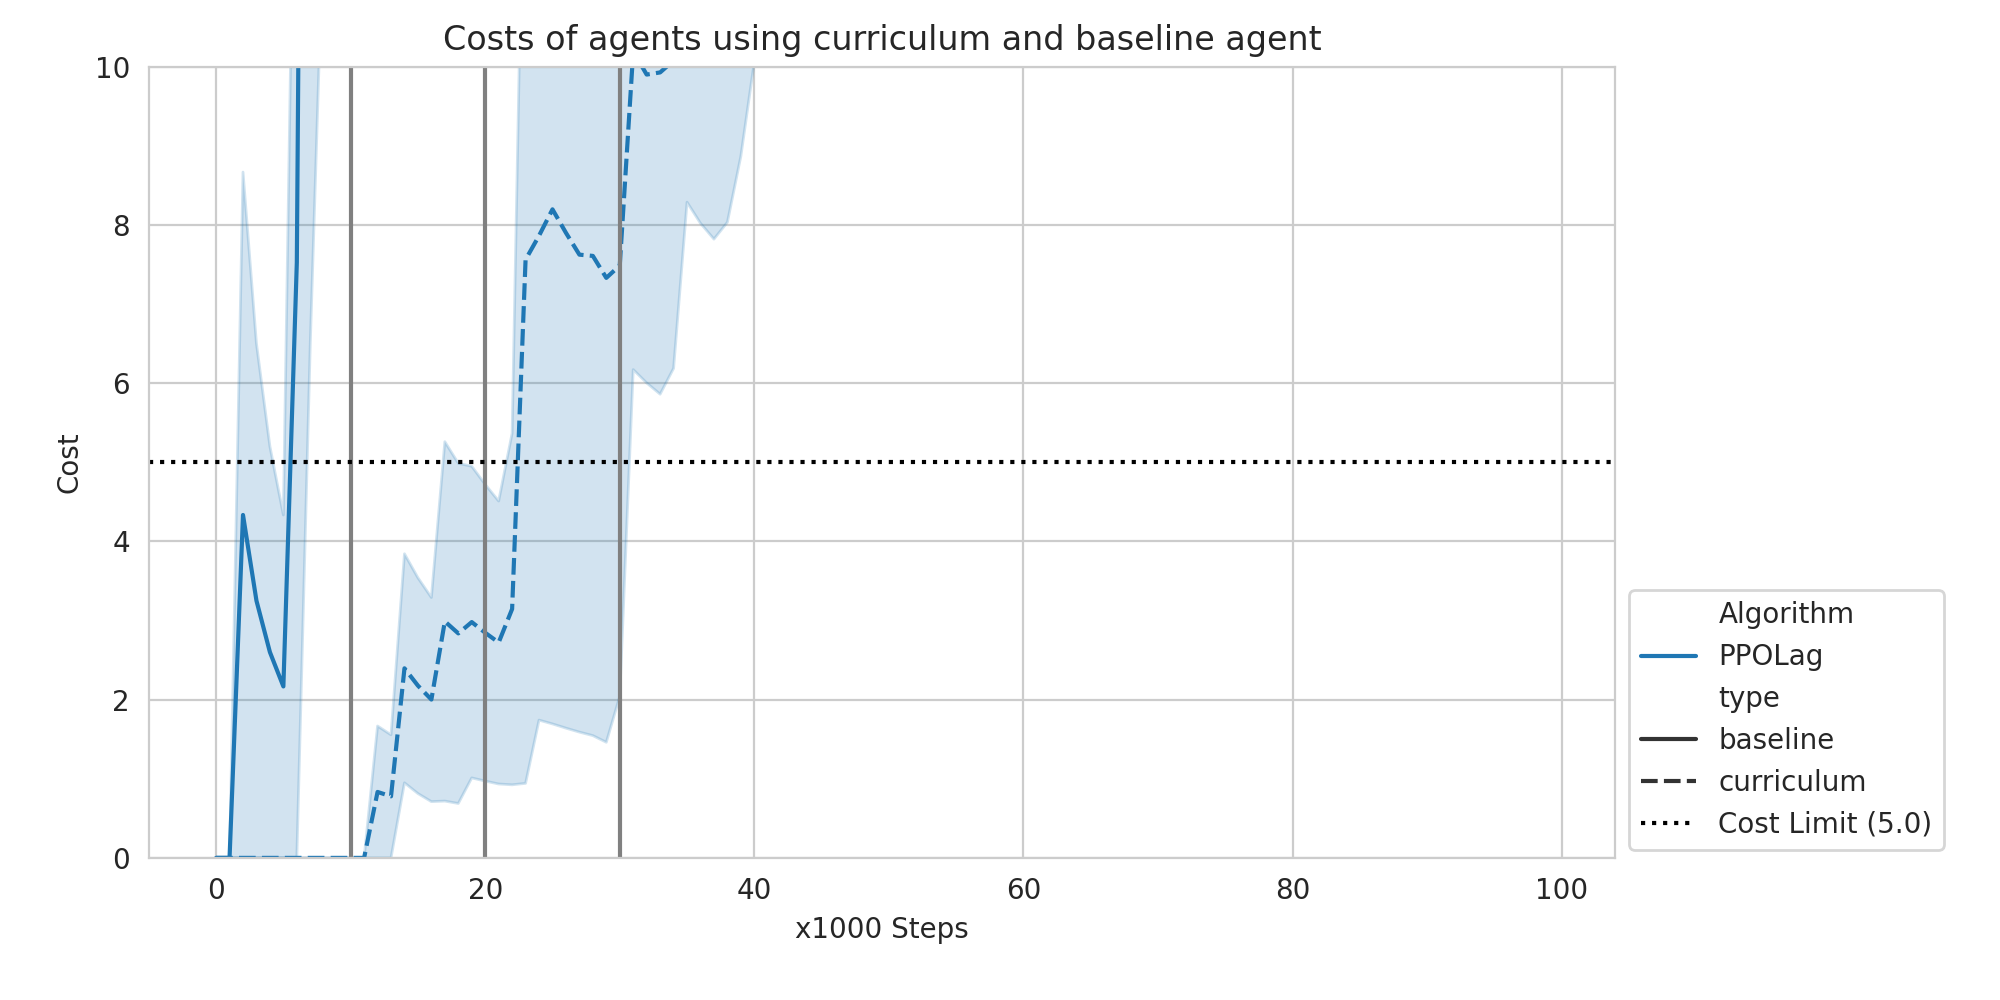 Costs of agents using curriculum and baseline agent
10
8
6
4
2
0
Cost
0 20 40 60 80 100
x1000 Steps
Algorithm
PPOLag
type
baseline
curriculum
Cost Limit (5.0)